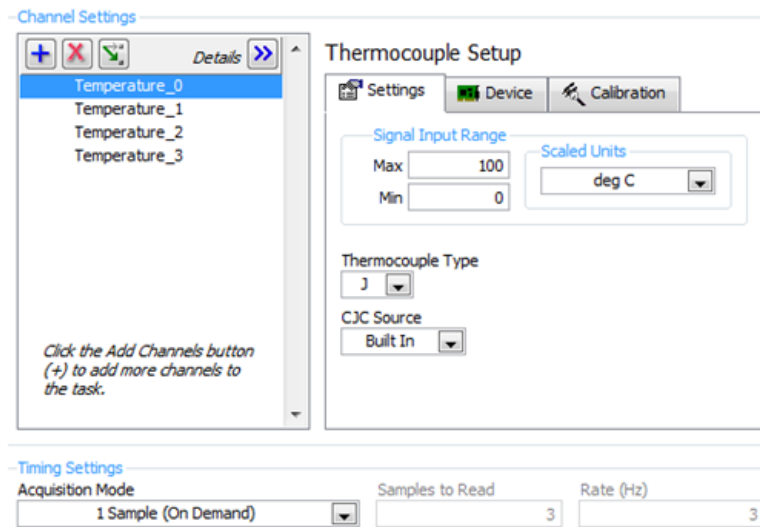 Channel Settings
Details
Temperature_0
Temperature_1
Temperature_2
Temperature_3
Click the Add Channels button
(+) to add more channels to
the task.
Thermocouple Setup
Settings
Device
Calibration
Signal Input Range
Max 100
Min 0
Scaled Units
deg C
Thermocouple Type
J
CJC Source
Built In
Timing Settings
Acquisition Mode
1 Sample (On Demand)
Samples to Read
3
Rate (Hz)
3